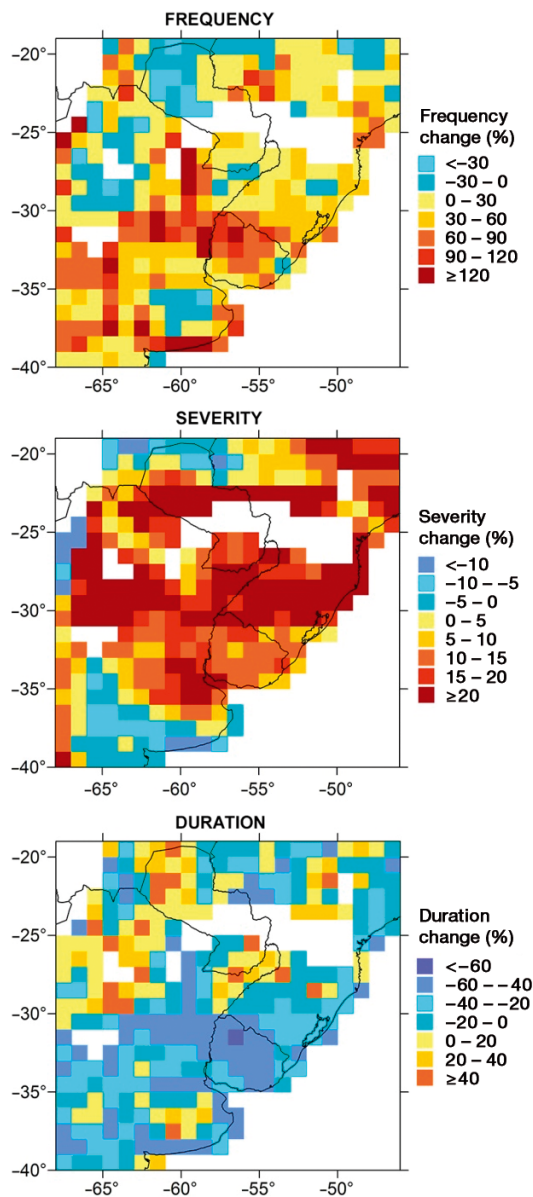 FREQUENCY
−20°
−25°
−30°
−35°
−40°
−65°
−60°
−55°
−50°
Frequency
change (%)
<−30
−30 – 0
0 – 30
30 – 60
60 – 90
90 – 120
≥120
SEVERITY
−20°
−25°
−30°
−35°
−40°
−65°
−60°
−55°
−50°
Severity
change (%)
<−10
−10 – −5
−5 – 0
0 – 5
5 – 10
10 – 15
15 – 20
≥20
DURATION
−20°
−25°
−30°
−35°
−40°
−65°
−60°
−55°
−50°
Duration
change (%)
<−60
−60 – −40
−40 – −20
−20 – 0
0 – 20
20 – 40
≥40